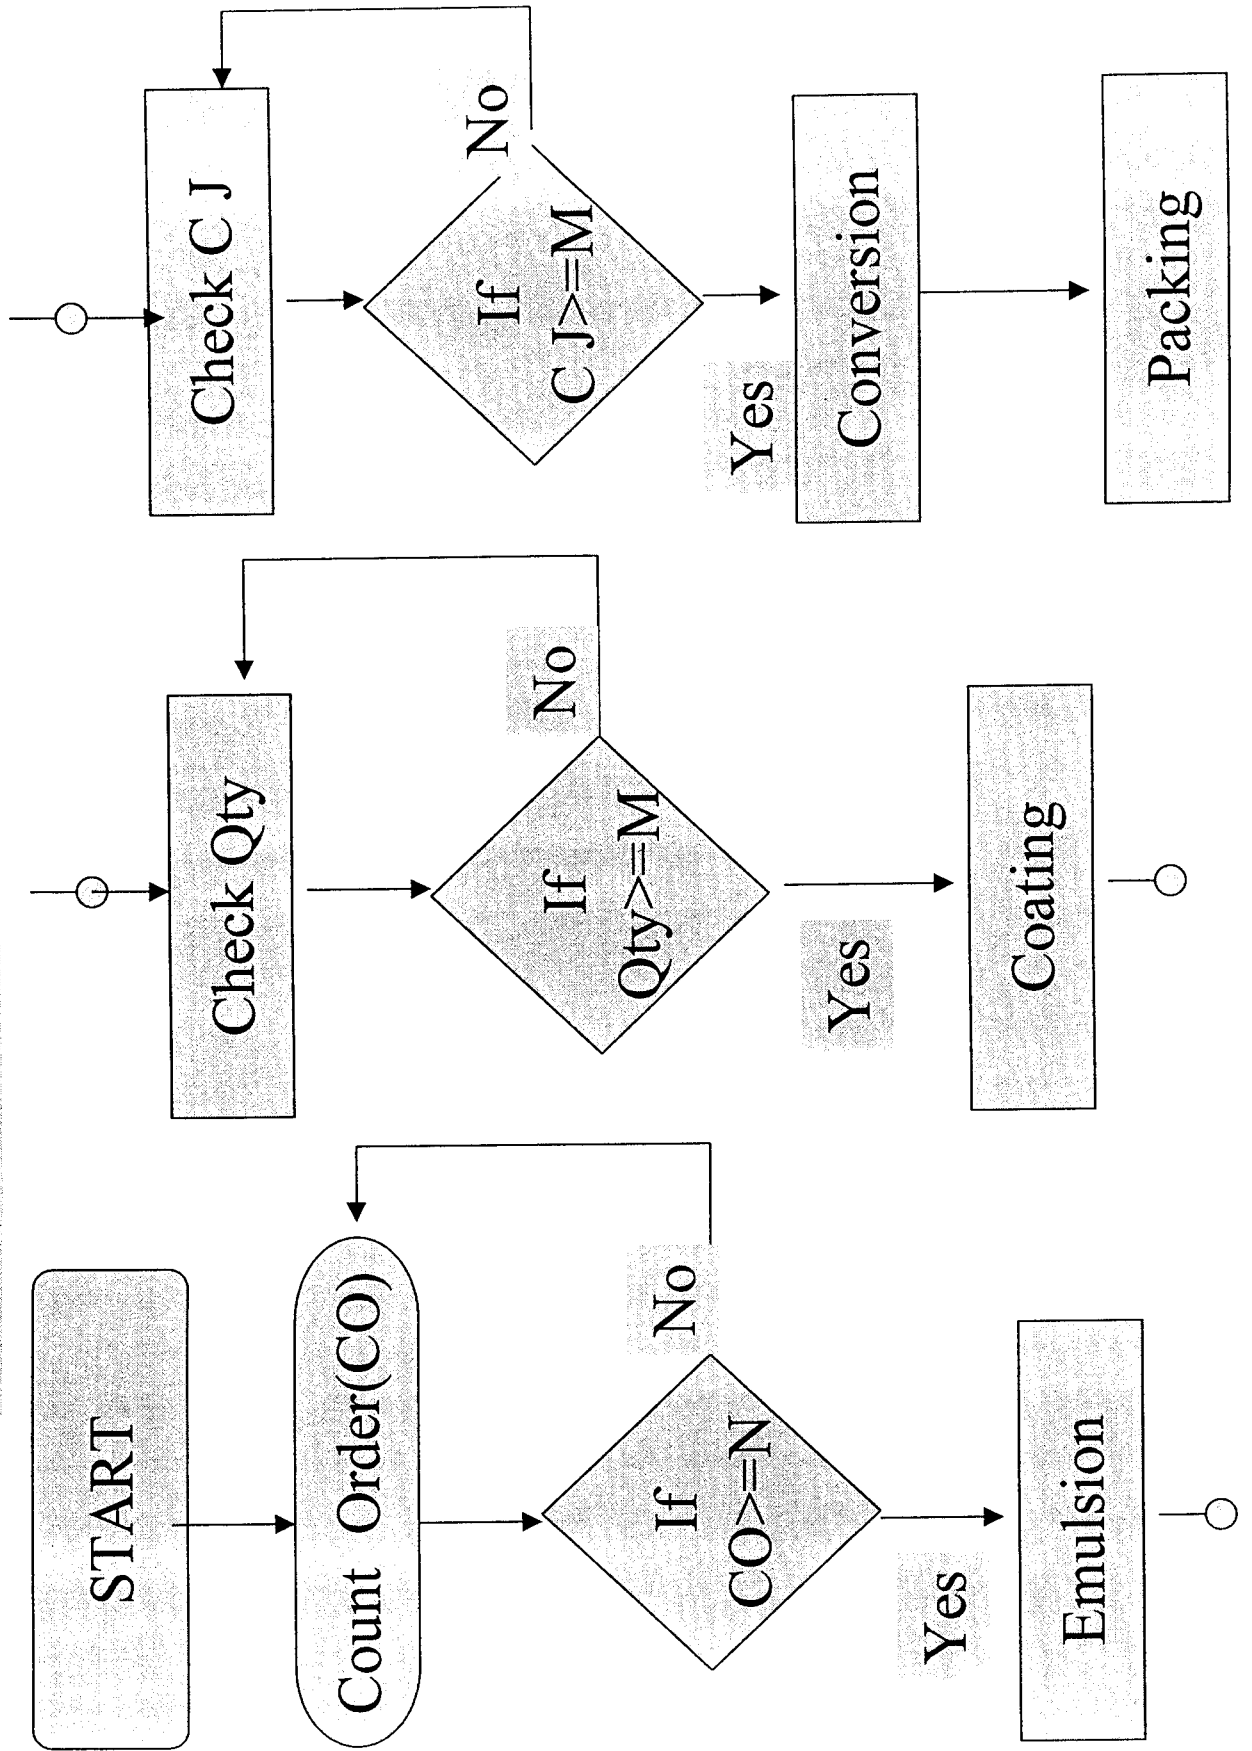 START
Count Order(CO)
If
CO>=N
No
Yes
Emulsion
Check Qty
If
Qty>=M
No
Yes
Coating
Check C J
If
C J>=M
No
Yes
Conversion
Packing